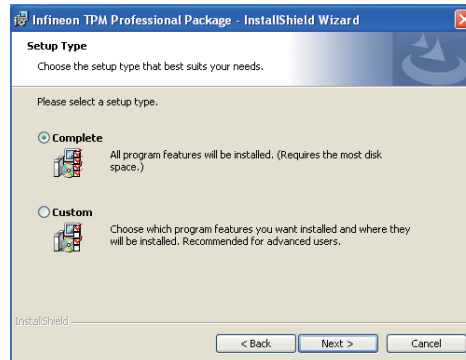 Infineon TPM Professional Package - InstallShield Wizard
Setup Type
Choose the setup type that best suits your needs.
Please select a setup type.
Complete
All program features will be installed. (Requires the most disk
space.)
Custom
Choose which program features you want installed and where they
will be installed. Recommended for advanced users.
InstallShield
< Back Next > Cancel